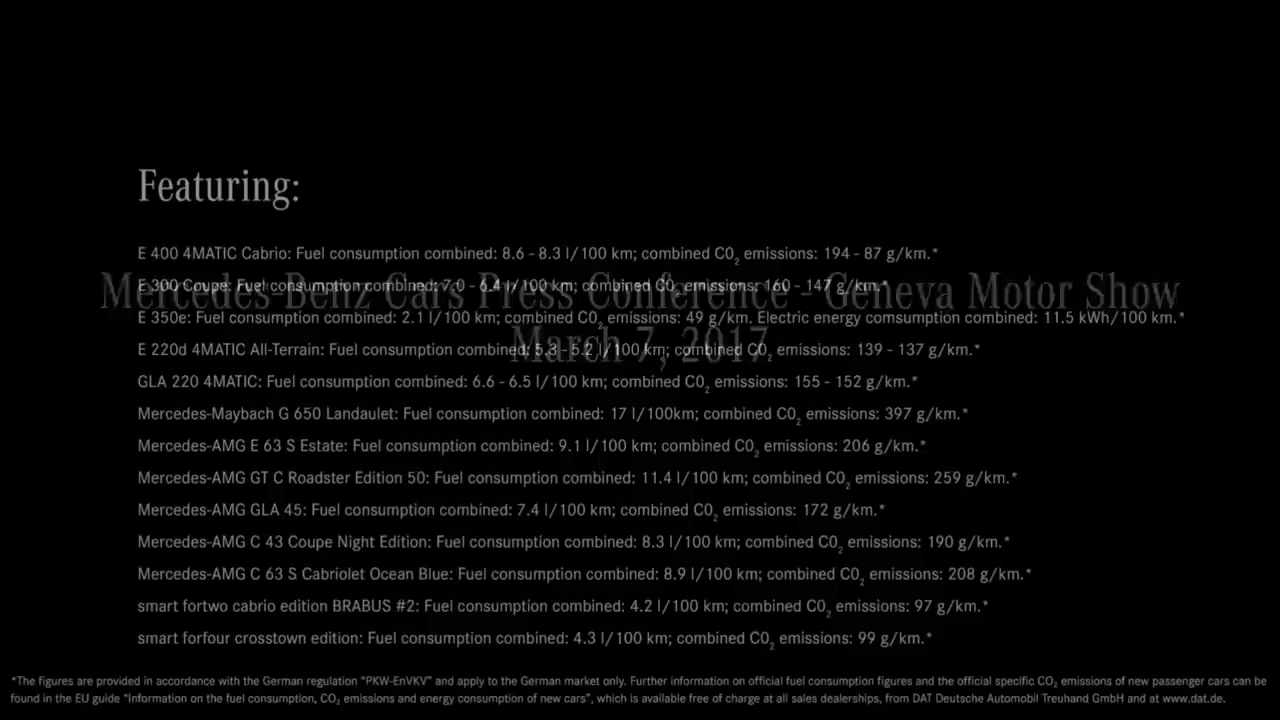 Featuring:
E 400 4MATIC Cabrio: Fuel consumption combined: 8.6 - 8.3 l/100 km; combined CO₂ emissions: 194 - 87 g/km.*
Mercedes-Benz Cars Press Conference - Geneva Motor Show
E 300 Coupe: Fuel consumption combined: 7.0 - 6.4 l/100 km; combined CO₂ emissions: 160 - 147 g/km.*
E 350e: Fuel consumption combined: 2.1 l/100 km; combined CO₂ emissions: 49 g/km. Electric energy comsumption combined: 11.5 kWh/100 km.*
March 7, 2017
E 220d 4MATIC All-Terrain: Fuel consumption combined: 5.3 - 5.2 l/100 km; combined CO₂ emissions: 139 - 137 g/km.*
GLA 220 4MATIC: Fuel consumption combined: 6.6 - 6.5 l/100 km; combined CO₂ emissions: 155 - 152 g/km.*
Mercedes-Maybach G 650 Landaulet: Fuel consumption combined: 17 l/100km; combined CO₂ emissions: 397 g/km.*
Mercedes-AMG E 63 S Estate: Fuel consumption combined: 9.1 l/100 km; combined CO₂ emissions: 206 g/km.*
Mercedes-AMG GT C Roadster Edition 50: Fuel consumption combined: 11.4 l/100 km; combined CO₂ emissions: 259 g/km.*
Mercedes-AMG GLA 45: Fuel consumption combined: 7.4 l/100 km; combined CO₂ emissions: 172 g/km.*
Mercedes-AMG C 43 Coupe Night Edition: Fuel consumption combined: 8.3 l/100 km; combined CO₂ emissions: 190 g/km.*
Mercedes-AMG C 63 S Cabriolet Ocean Blue: Fuel consumption combined: 8.9 l/100 km; combined CO₂ emissions: 208 g/km.*
smart fortwo cabrio edition BRABUS #2: Fuel consumption combined: 4.2 l/100 km; combined CO₂ emissions: 97 g/km.*
smart forfour crosstown edition: Fuel consumption combined: 4.3 l/100 km; combined CO₂ emissions: 99 g/km.*
*The figures are provided in accordance with the German regulation "PKW-EnVKV" and apply to the German market only. Further information on official fuel consumption figures and the official specific CO₂ emissions of new passenger cars can be
found in the EU guide "Information on the fuel consumption, CO₂ emissions and energy consumption of new cars", which is available free of charge at all sales dealerships, from DAT Deutsche Automobil Treuhand GmbH and at www.dat.de.